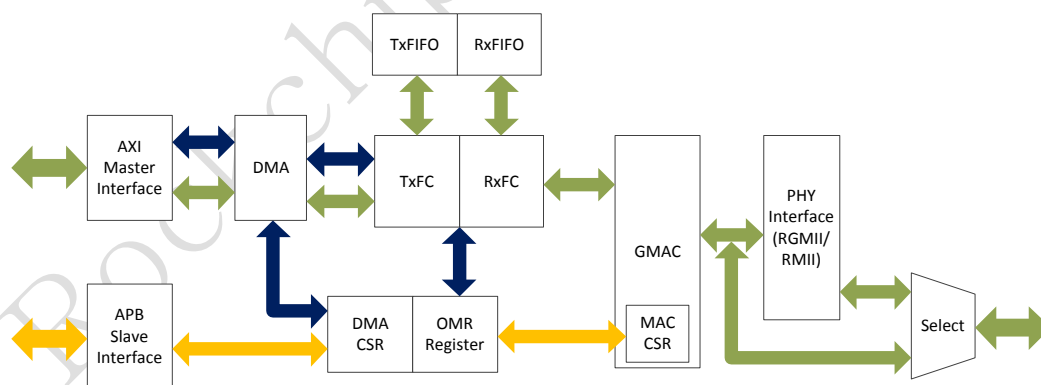 TxFIFO
RxFIFO
AXI
Master
Interface
DMA
TxFC
RxFC
GMAC
PHY
Interface
(RGMII/
RMII)
APB
Slave
Interface
DMA
CSR
OMR
Register
MAC
CSR
Select
Rockchip